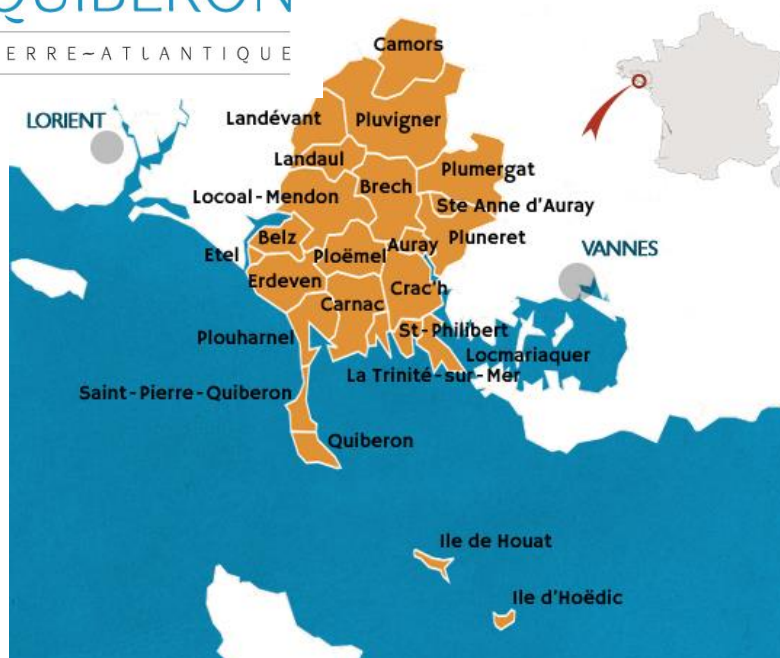 QUIBERON
ERRE~ATLANTIQUE
Camors
LORIENT
Landévant
Pluvigner
Landaul
Plumergat
Brech
Locoal-Mendon
Ste Anne d'Auray
Belz
Auray
Pluneret
Etel
Ploëmel
VANNES
Erdeven
Crac'h
Carnac
St-Philibert
Plouharnel
Locmariaquer
La Trinité-sur-Mer
Saint-Pierre-Quiberon
Quiberon
Ile de Houat
Ile d'Hoëdic